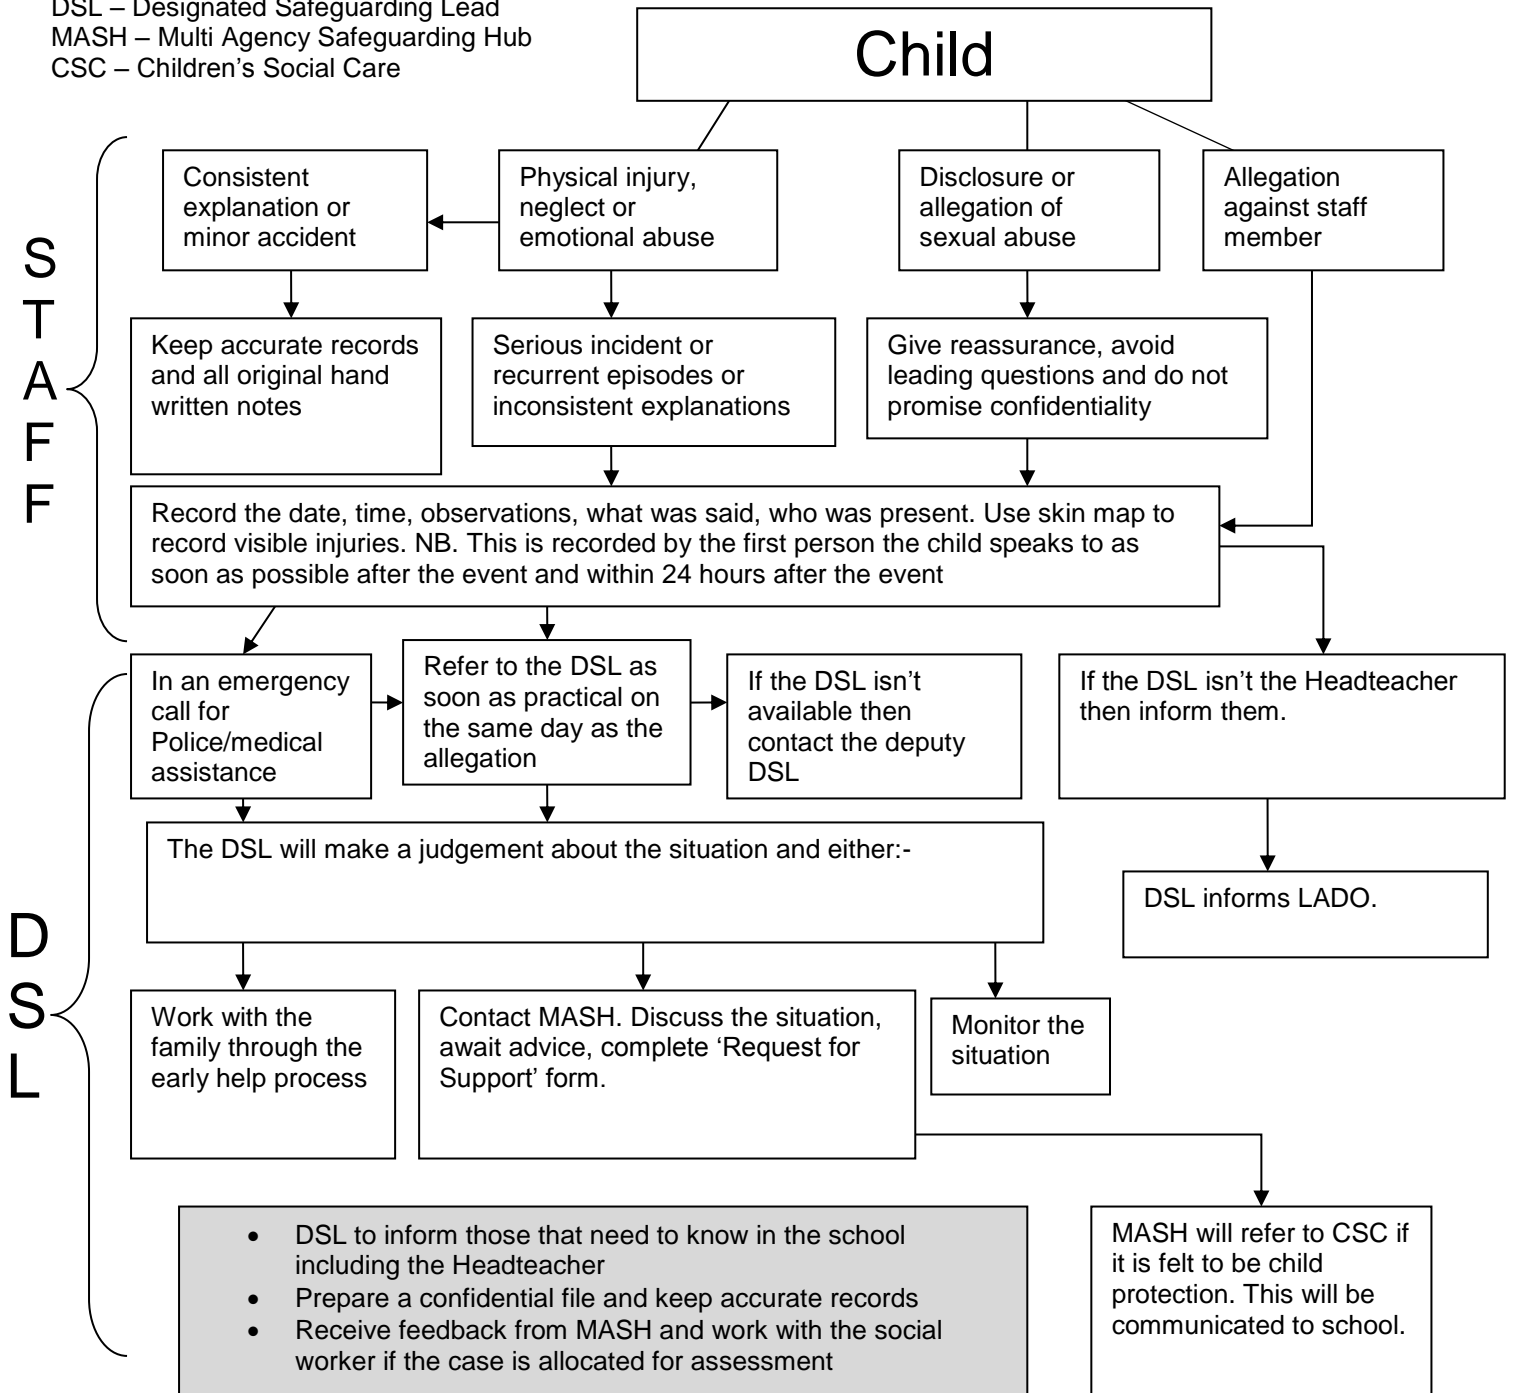 DSL – Designated Safeguarding Lead
MASH – Multi Agency Safeguarding Hub
CSC – Children's Social Care
Child
Consistent
explanation or
minor accident
Physical injury,
neglect or
emotional abuse
Disclosure or
allegation of
sexual abuse
Allegation
against staff
member
S
T
A
F
F
Keep accurate records
and all original hand
written notes
Serious incident or
recurrent episodes or
inconsistent explanations
Give reassurance, avoid
leading questions and do not
promise confidentiality
Record the date, time, observations, what was said, who was present. Use skin map to
record visible injuries. NB. This is recorded by the first person the child speaks to as
soon as possible after the event and within 24 hours after the event
In an emergency
call for
Police/medical
assistance
Refer to the DSL as
soon as practical on
the same day as the
allegation
If the DSL isn't
available then
contact the deputy
DSL
If the DSL isn't the Headteacher
then inform them.
The DSL will make a judgement about the situation and either:-
DSL informs LADO.
D
S
L
Work with the
family through the
early help process
Contact MASH. Discuss the situation,
await advice, complete 'Request for
Support' form.
Monitor the
situation
• DSL to inform those that need to know in the school
including the Headteacher
• Prepare a confidential file and keep accurate records
• Receive feedback from MASH and work with the social
worker if the case is allocated for assessment
MASH will refer to CSC if
it is felt to be child
protection. This will be
communicated to school.